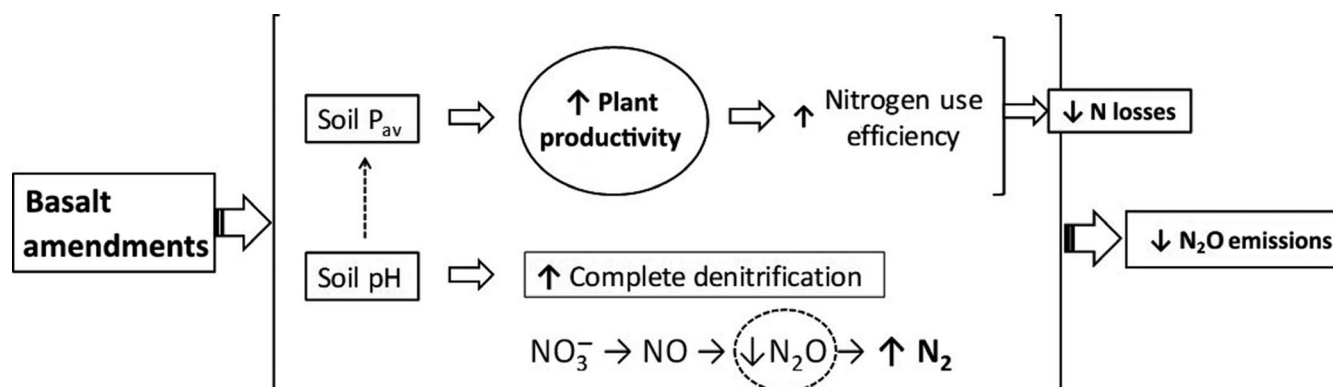 Soil Pav
↑ Plant
productivity
↑ Nitrogen use
efficiency
↓ N losses
Basalt
amendments
↓ N₂O emissions
Soil pH
↑ Complete denitrification
NO₃⁻ → NO → ↓N₂O → ↑ N₂